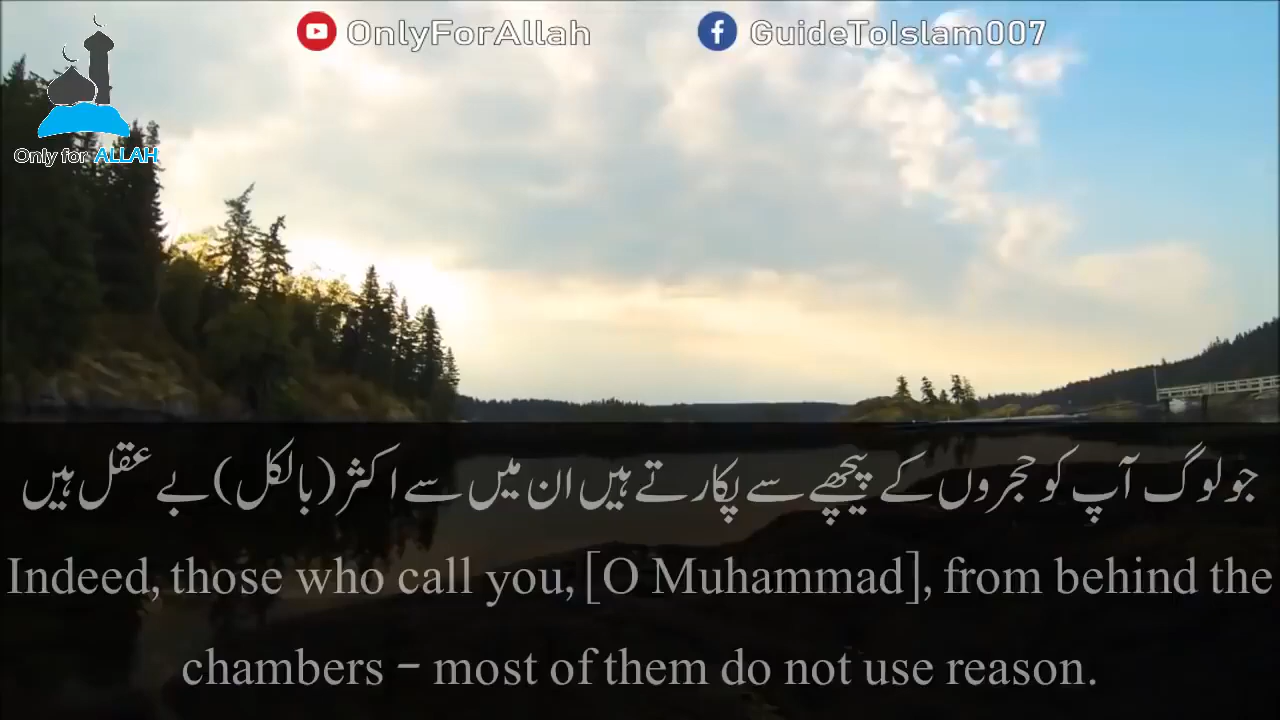 OnlyForAllah
GuideToIslam007
Only for ALLAH
جو لوگ آپ کو حجروں کے پیچھے سے پکارتے ہیں ان میں سے اکثر (بالکل) بے عقل ہیں
Indeed, those who call you, [O Muhammad], from behind the
chambers – most of them do not use reason.